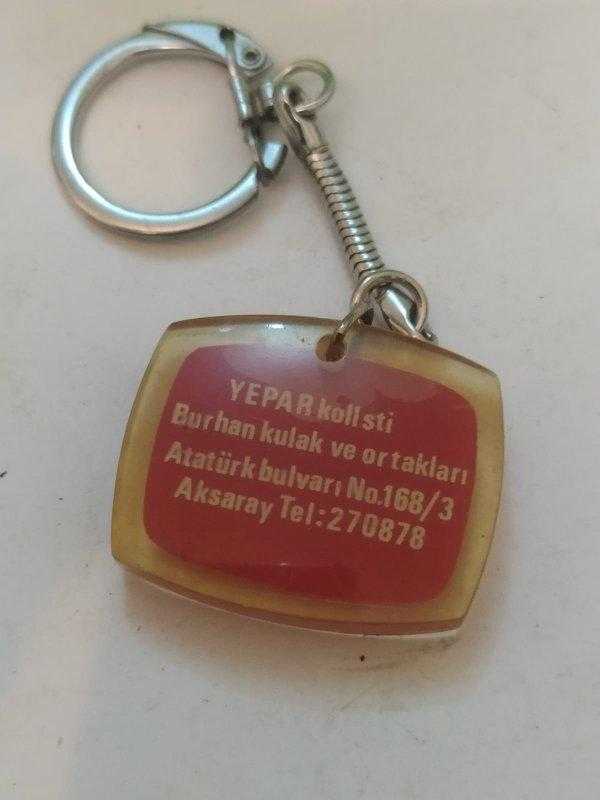 YEPAR koll sti
Burhan kulak ve ortakları
Atatürk bulvarı No.168/3
Aksaray Tel:270878